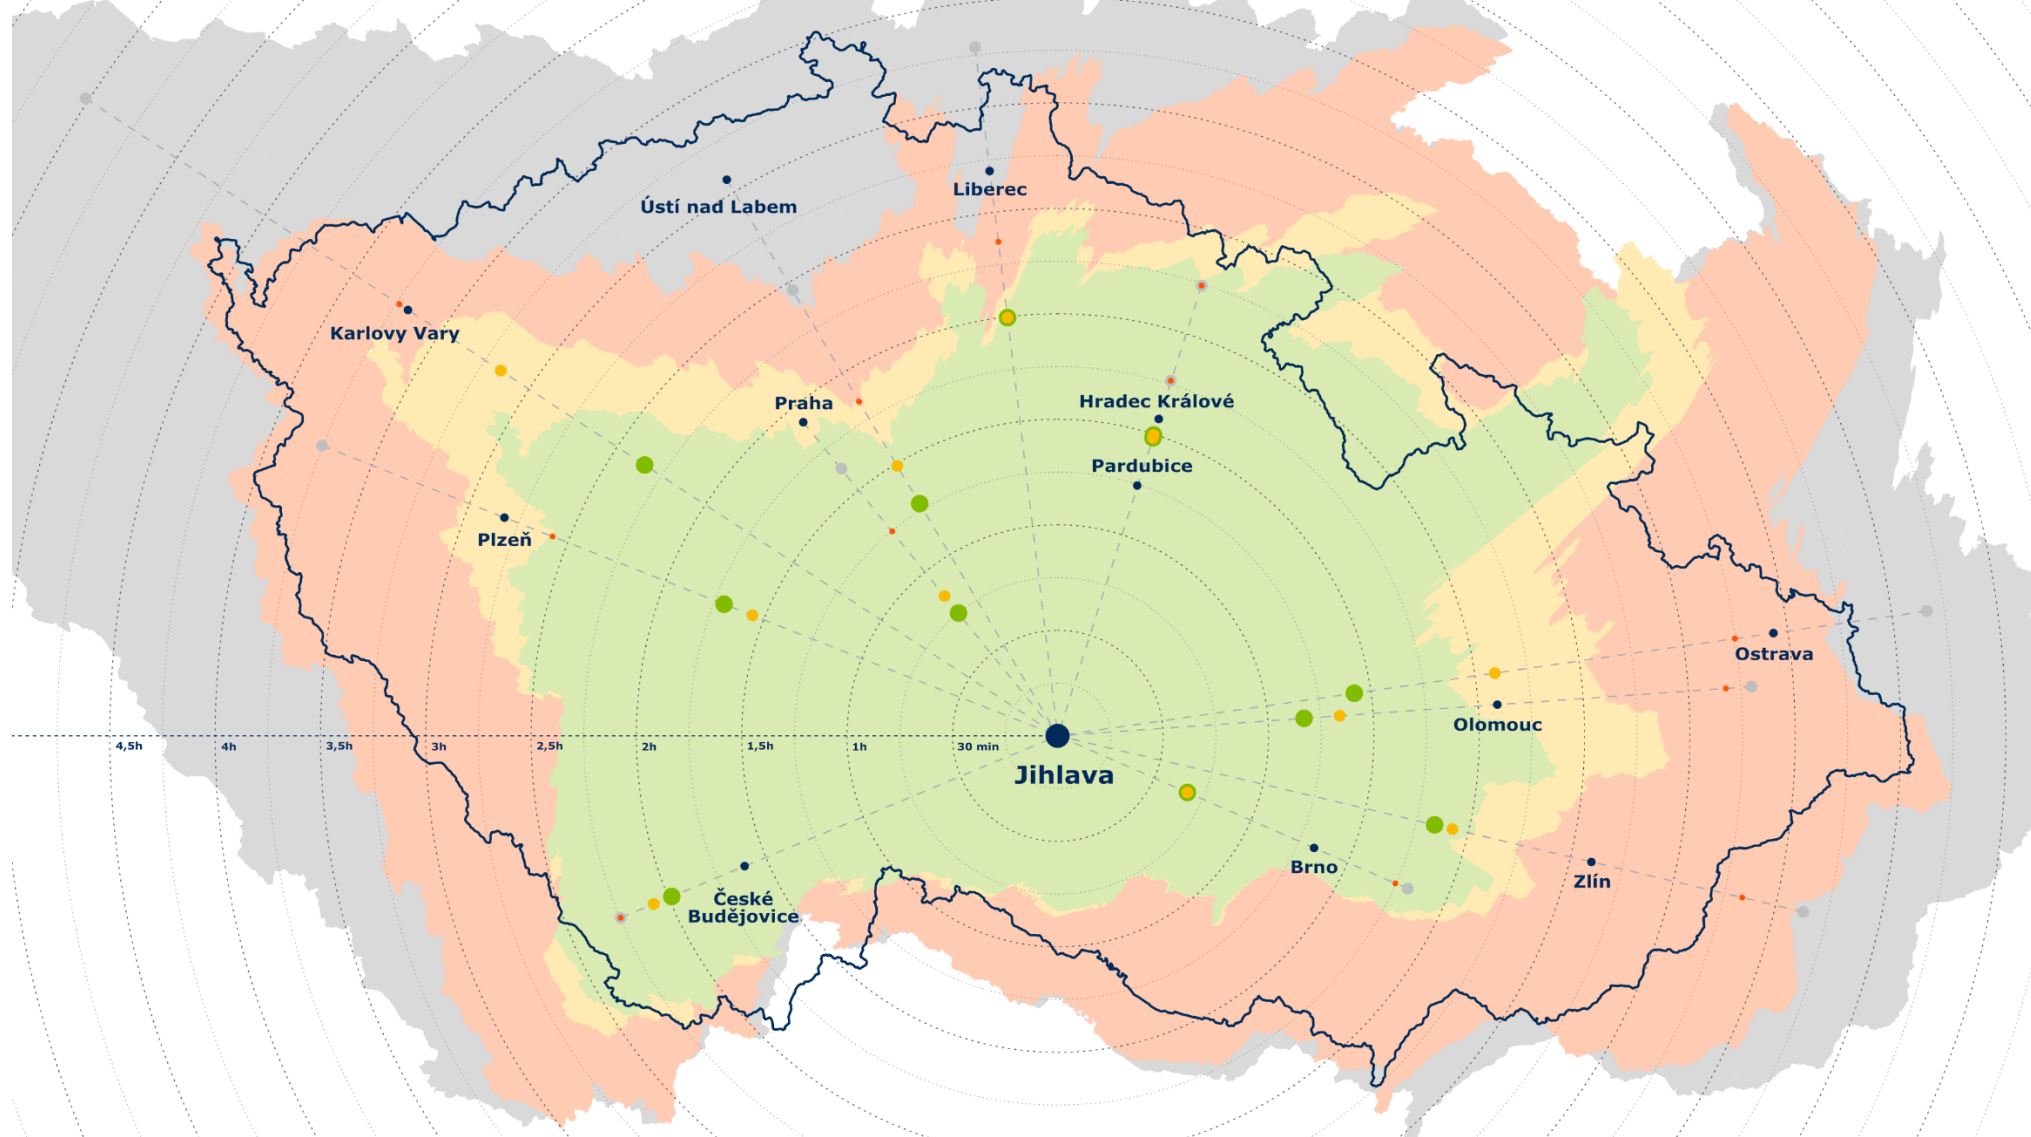 Liberec
Ústí nad Labem
Karlovy Vary
Praha
Hradec Králové
Pardubice
Plzeň
Ostrava
Olomouc
4,5h
4h
3,5h
3h
2,5h
2h
1,5h
1h
30 min
Jihlava
Brno
Zlín
České
Budějovice